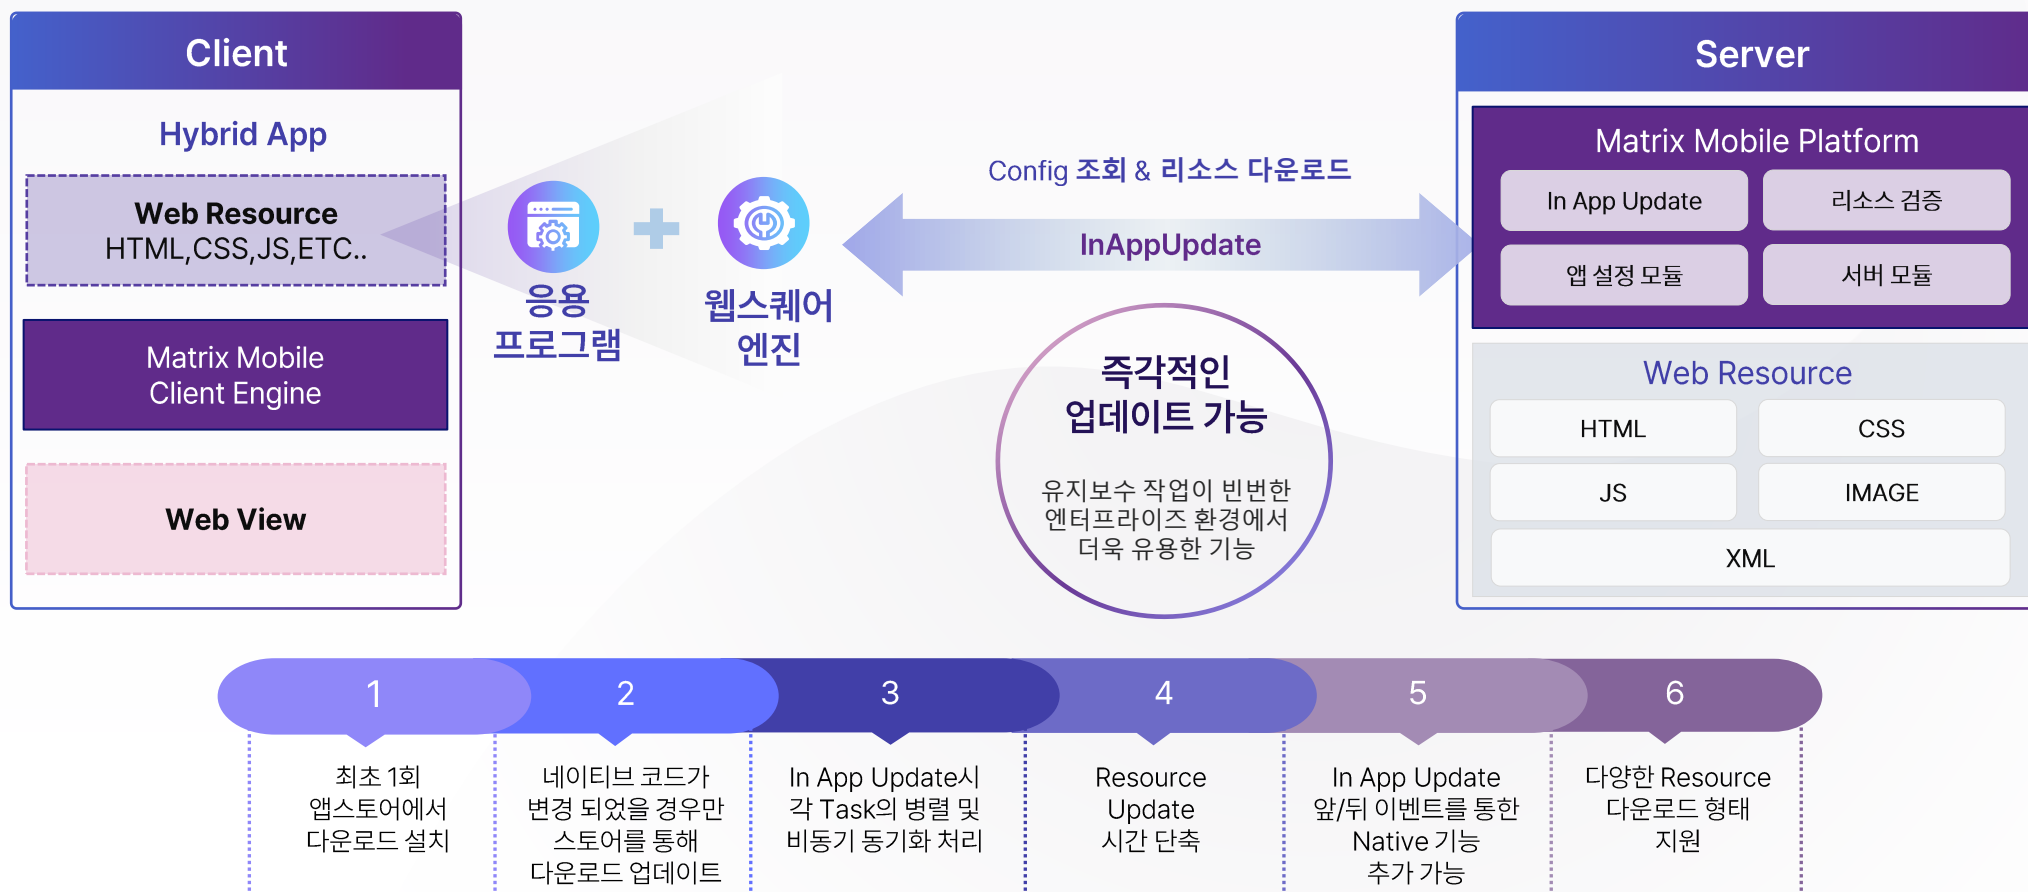 Client
Hybrid App
Web Resource
HTML,CSS,JS,ETC..
Matrix Mobile
Client Engine
Web View
응용
프로그램
웹스퀘어
엔진
Config 조회 & 리소스 다운로드
InAppUpdate
즉각적인
업데이트 가능
유지보수 작업이 빈번한
엔터프라이즈 환경에서
더욱 유용한 기능
Server
Matrix Mobile Platform
In App Update
리소스 검증
앱 설정 모듈
서버 모듈
Web Resource
HTML
CSS
JS
IMAGE
XML
1
최초 1회
앱스토어에서
다운로드 설치
2
네이티브 코드가
변경 되었을 경우만
스토어를 통해
다운로드 업데이트
3
In App Update시
각 Task의 병렬 및
비동기 동기화 처리
4
Resource
Update
시간 단축
5
In App Update
앞/뒤 이벤트를 통한
Native 기능
추가 가능
6
다양한 Resource
다운로드 형태
지원